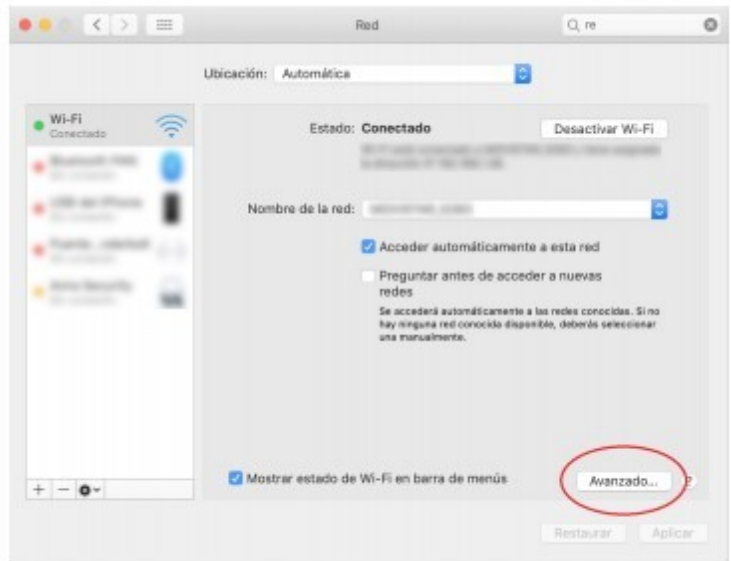 Red
re
Ubicación: Automática
Wi-Fi
Conectado
Estado: Conectado
Desactivar Wi-Fi
Nombre de la red:
Acceder automáticamente a esta red
Preguntar antes de acceder a nuevas
redes
Se accederá automáticamente a las redes conocidas. Si no
hay ninguna red conocida disponible, deberás seleccionar
una manualmente.
Mostrar estado de Wi-Fi en barra de menús
Avanzado...
?
+ −
Restaurar
Aplicar